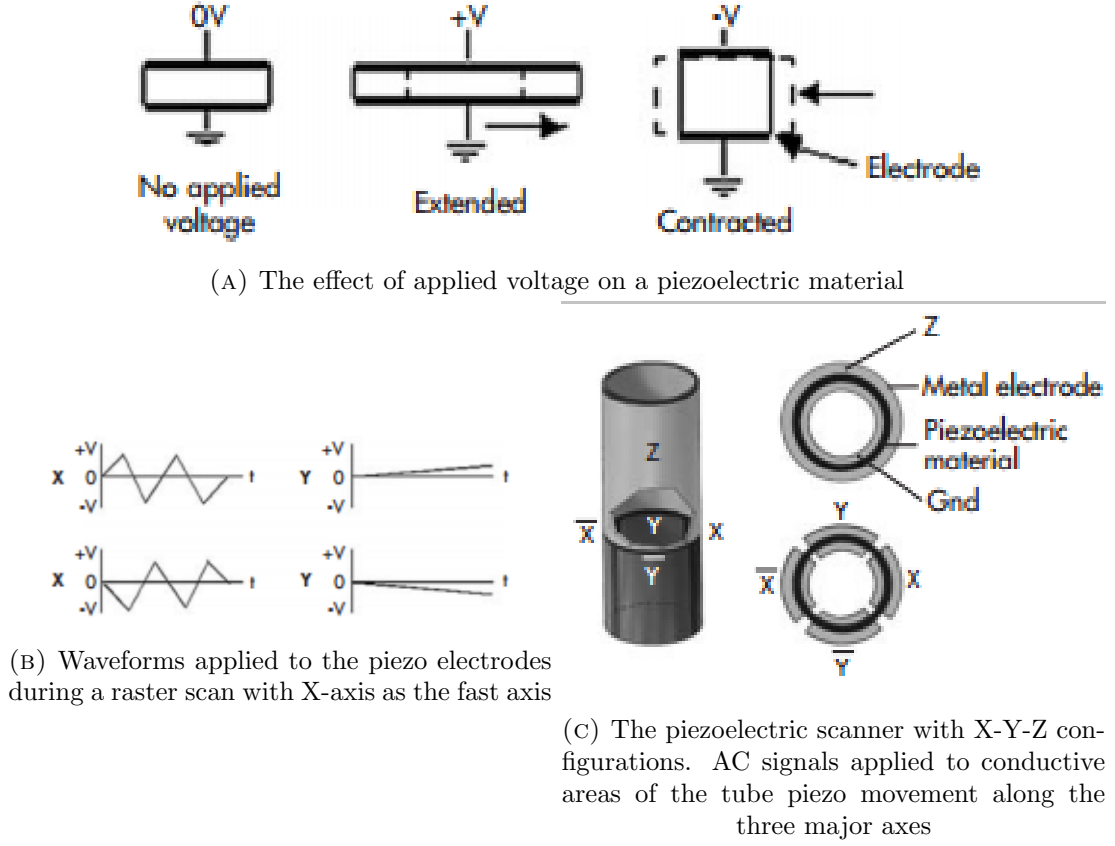 0V
+V
-V
Electrode
No applied
voltage
Extended
Contracted
(A) The effect of applied voltage on a piezoelectric material
+V
X 0 t
-V
+V
Y 0 t
-V
+V
X 0 t
-V
+V
Y 0 t
-V
(B) Waveforms applied to the piezo electrodes
during a raster scan with X-axis as the fast axis
Z
Metal electrode
Piezoelectric
material
Gnd
Z
X̅ Y X
Y̅
Y
X̅ X
Y̅
(C) The piezoelectric scanner with X-Y-Z con-
figurations. AC signals applied to conductive
areas of the tube piezo movement along the
three major axes